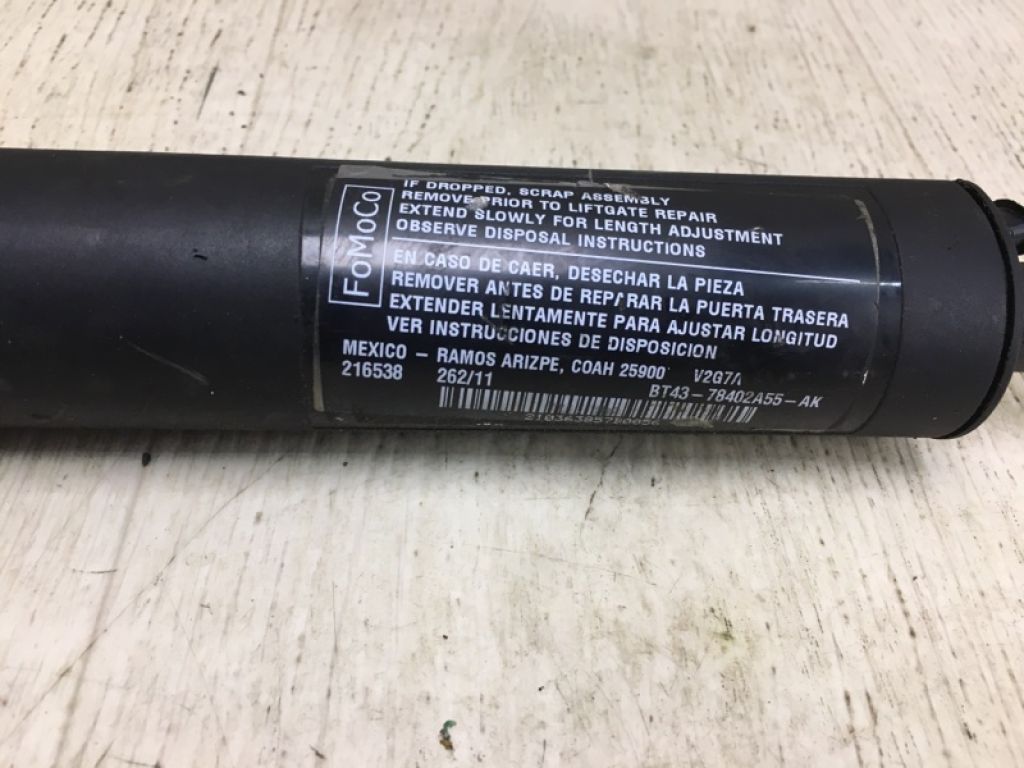 FoMoCo
IF DROPPED, SCRAP ASSEMBLY
REMOVE PRIOR TO LIFTGATE REPAIR
EXTEND SLOWLY FOR LENGTH ADJUSTMENT
OBSERVE DISPOSAL INSTRUCTIONS
EN CASO DE CAER, DESECHAR LA PIEZA
REMOVER ANTES DE REPARAR LA PUERTA TRASERA
EXTENDER LENTAMENTE PARA AJUSTAR LONGITUD
VER INSTRUCCIONES DE DISPOSICION
MEXICO - RAMOS ARIZPE, COAH 25900 V2G7A
216538 262/11 BT43-78402A55-AK